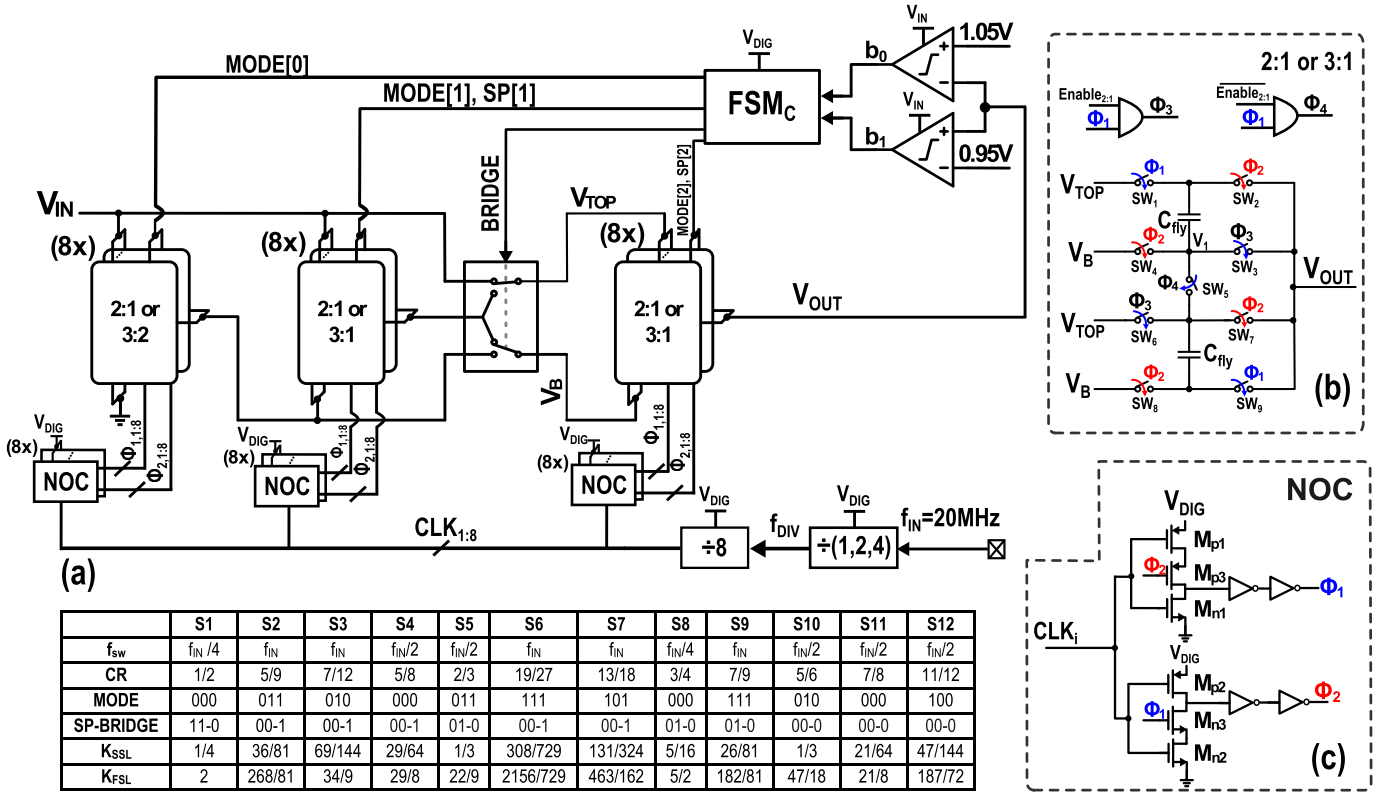 V_IN
MODE[0]
MODE[1], SP[1]
V_DIG
FSM_C
b_0
b_1
V_IN
1.05V
+
-
V_IN
+
-
0.95V
BRIDGE
MODE[2], SP[2]
V_TOP
V_B
V_OUT
(8x)
2:1 or
3:2
(8x)
2:1 or
3:1
(8x)
2:1 or
3:1
V_DIG
(8x)
NOC
Φ_1,1:8
Φ_2,1:8
V_DIG
(8x)
NOC
Φ_1,1:8
Φ_2,1:8
V_DIG
(8x)
NOC
Φ_1,1:8
Φ_2,1:8
CLK_1:8
V_DIG
÷8
f_DIV
V_DIG
÷(1,2,4)
f_IN=20MHz
(a)
2:1 or 3:1
Enable_2:1
Φ_1
Φ_3
Enable_2:1
Φ_1
Φ_4
V_TOP
Φ_1
SW_1
Φ_2
SW_2
C_fly
V_B
Φ_2
SW_4
V_1
Φ_3
SW_3
Φ_4
SW_5
V_OUT
V_TOP
Φ_3
SW_6
Φ_2
SW_7
C_fly
V_B
Φ_2
SW_8
Φ_1
SW_9
(b)
NOC
V_DIG
M_p1
Φ_2
M_p3
M_n1
Φ_1
CLK_i
V_DIG
M_p2
Φ_1
M_n3
M_n2
Φ_2
(c)
S1 S2 S3 S4 S5 S6 S7 S8 S9 S10 S11 S12
f_sw f_IN /4 f_IN f_IN f_IN/2 f_IN/2 f_IN f_IN f_IN/4 f_IN f_IN/2 f_IN/2 f_IN/2
CR 1/2 5/9 7/12 5/8 2/3 19/27 13/18 3/4 7/9 5/6 7/8 11/12
MODE 000 011 010 000 011 111 101 000 111 010 000 100
SP-BRIDGE 11-0 00-1 00-1 00-1 01-0 00-1 00-1 01-0 01-0 00-0 00-0 00-0
K_SSL 1/4 36/81 69/144 29/64 1/3 308/729 131/324 5/16 26/81 1/3 21/64 47/144
K_FSL 2 268/81 34/9 29/8 22/9 2156/729 463/162 5/2 182/81 47/18 21/8 187/72